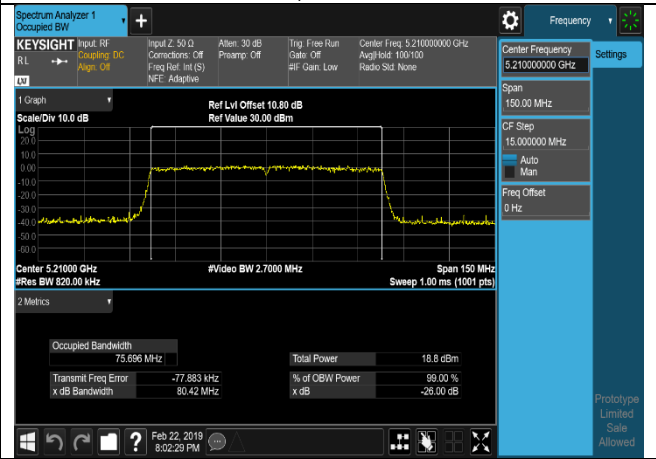 Spectrum Analyzer 1
Occupied BW
Frequency
KEYSIGHT
Input: RF
Coupling: DC
Align: Off
Input Z: 50 Ω
Corrections: Off
Freq Ref: Int (S)
NFE: Adaptive
Atten: 30 dB
Preamp: Off
Trig: Free Run
Gate: Off
#IF Gain: Low
Center Freq: 5.210000000 GHz
Avg|Hold: 100/100
Radio Std: None
RL
LXI
1 Graph
Scale/Div 10.0 dB
Ref Lvl Offset 10.80 dB
Ref Value 30.00 dBm
Log
20.0
10.0
0.00
-10.0
-20.0
-30.0
-40.0
-50.0
-60.0
Center 5.21000 GHz
#Res BW 820.00 kHz
#Video BW 2.7000 MHz
Span 150 MHz
Sweep 1.00 ms (1001 pts)
2 Metrics
Occupied Bandwidth
75.696 MHz
Transmit Freq Error -77.883 kHz
x dB Bandwidth 80.42 MHz
Total Power 18.8 dBm
% of OBW Power 99.00 %
x dB -26.00 dB
Feb 22, 2019
8:02:29 PM
Center Frequency
5.210000000 GHz
Span
150.00 MHz
CF Step
15.000000 MHz
Auto
Man
Freq Offset
0 Hz
Settings
Prototype
Limited
Sale
Allowed